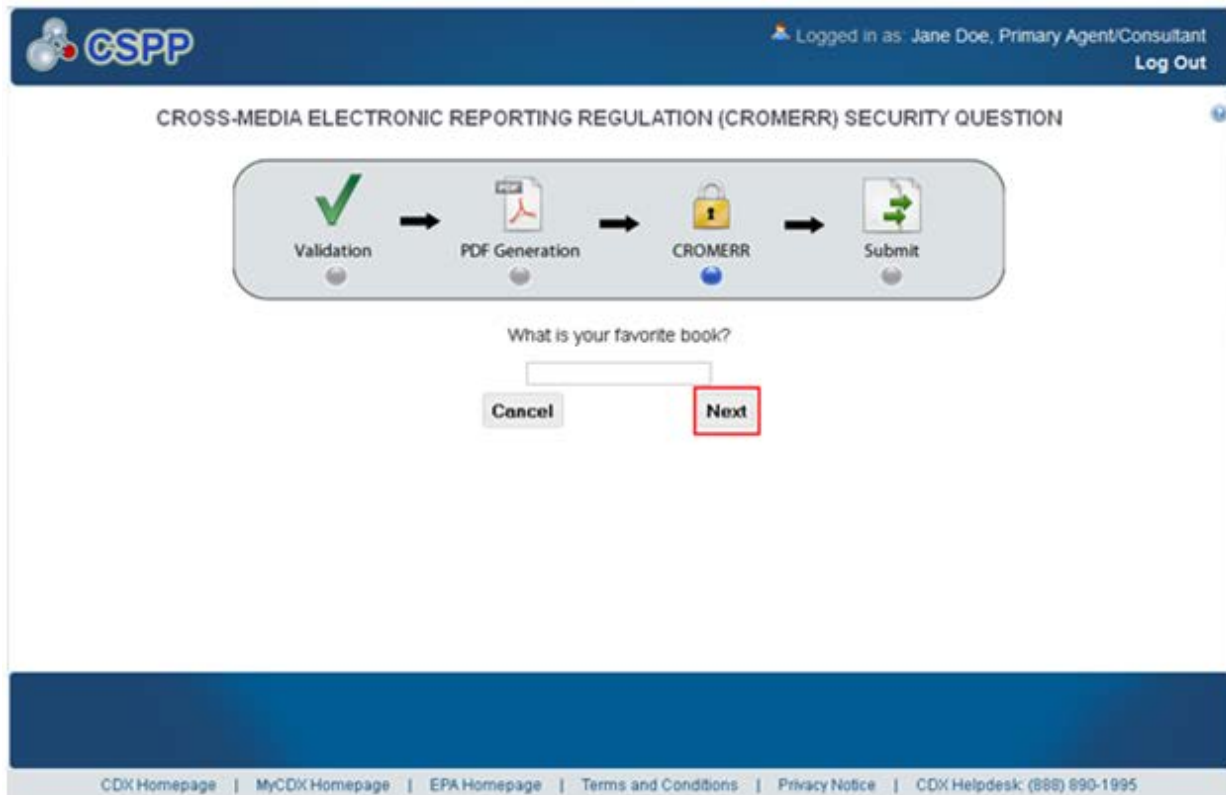 CSPP
Logged in as: Jane Doe, Primary Agent/Consultant
Log Out
CROSS-MEDIA ELECTRONIC REPORTING REGULATION (CROMERR) SECURITY QUESTION
Validation
PDF
PDF Generation
CROMERR
Submit
What is your favorite book?
Cancel Next
CDX Homepage | MyCDX Homepage | EPA Homepage | Terms and Conditions | Privacy Notice | CDX Helpdesk: (888) 890-1995